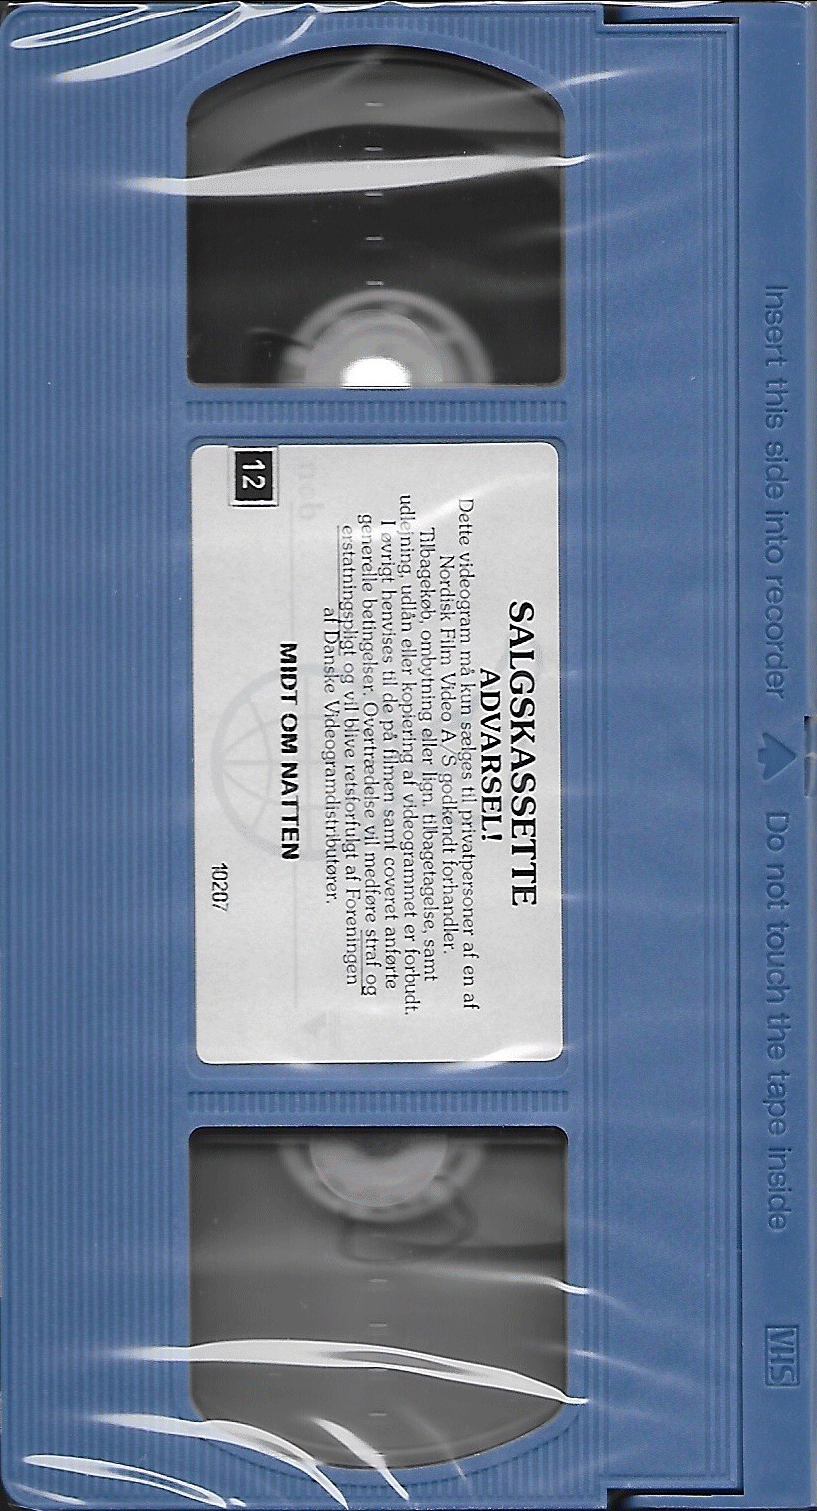 Insert this side into recorder Do not touch the tape inside VHS
SALGSKASSETTE
ADVARSEL!
Dette videogram må kun sælges til privatpersoner af en af
Nordisk Film Video A/S godkendt forhandler.
Tilbagekøb, ombytning eller lign. tilbagetagelse, samt
udlejning, udlån eller kopiering af videogrammet er forbudt.
I øvrigt henvises til de på filmen samt coveret anførte
generelle betingelser. Overtrædelse vil medføre straf og
erstatningspligt og vil blive retsforfulgt af Foreningen
af Danske Videogramdistributører.
MIDT OM NATTEN
12
10207